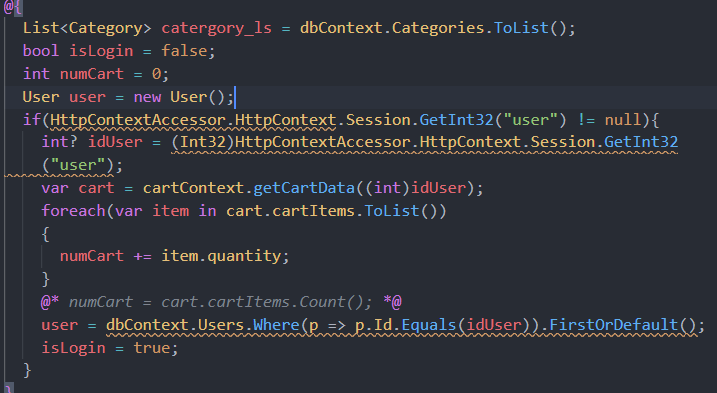 @{
List<Category> catergory_ls = dbContext.Categories.ToList();
bool isLogin = false;
int numCart = 0;
User user = new User();
if(HttpContextAccessor.HttpContext.Session.GetInt32("user") != null){
int? idUser = (Int32)HttpContextAccessor.HttpContext.Session.GetInt32
("user");
var cart = cartContext.getCartData((int)idUser);
foreach(var item in cart.cartItems.ToList())
{
numCart += item.quantity;
}
@* numCart = cart.cartItems.Count(); *@
user = dbContext.Users.Where(p => p.Id.Equals(idUser)).FirstOrDefault();
isLogin = true;
}
}